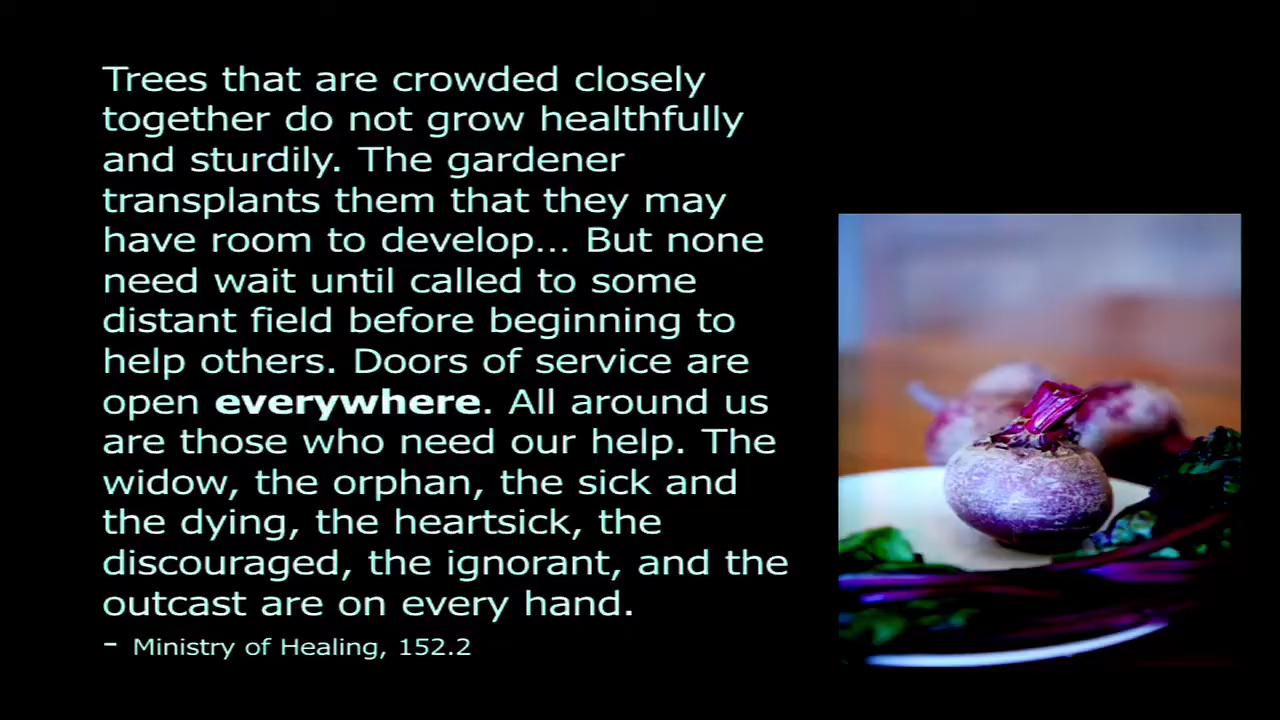 Trees that are crowded closely
together do not grow healthfully
and sturdily. The gardener
transplants them that they may
have room to develop... But none
need wait until called to some
distant field before beginning to
help others. Doors of service are
open everywhere. All around us
are those who need our help. The
widow, the orphan, the sick and
the dying, the heartsick, the
discouraged, the ignorant, and the
outcast are on every hand.
- Ministry of Healing, 152.2